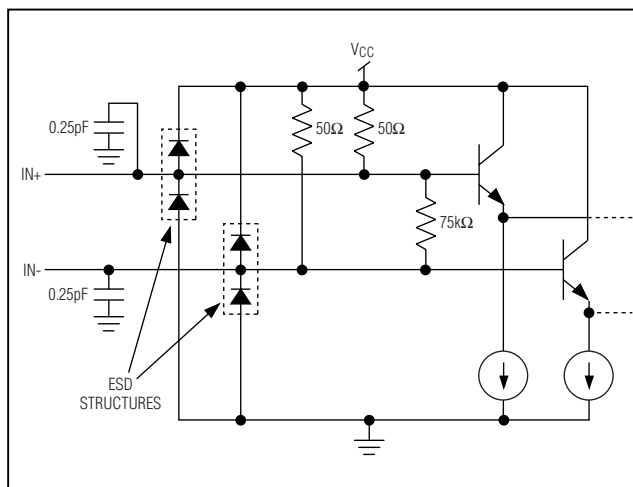 VCC
0.25pF
50Ω
50Ω
IN+
75kΩ
IN-
0.25pF
ESD
STRUCTURES